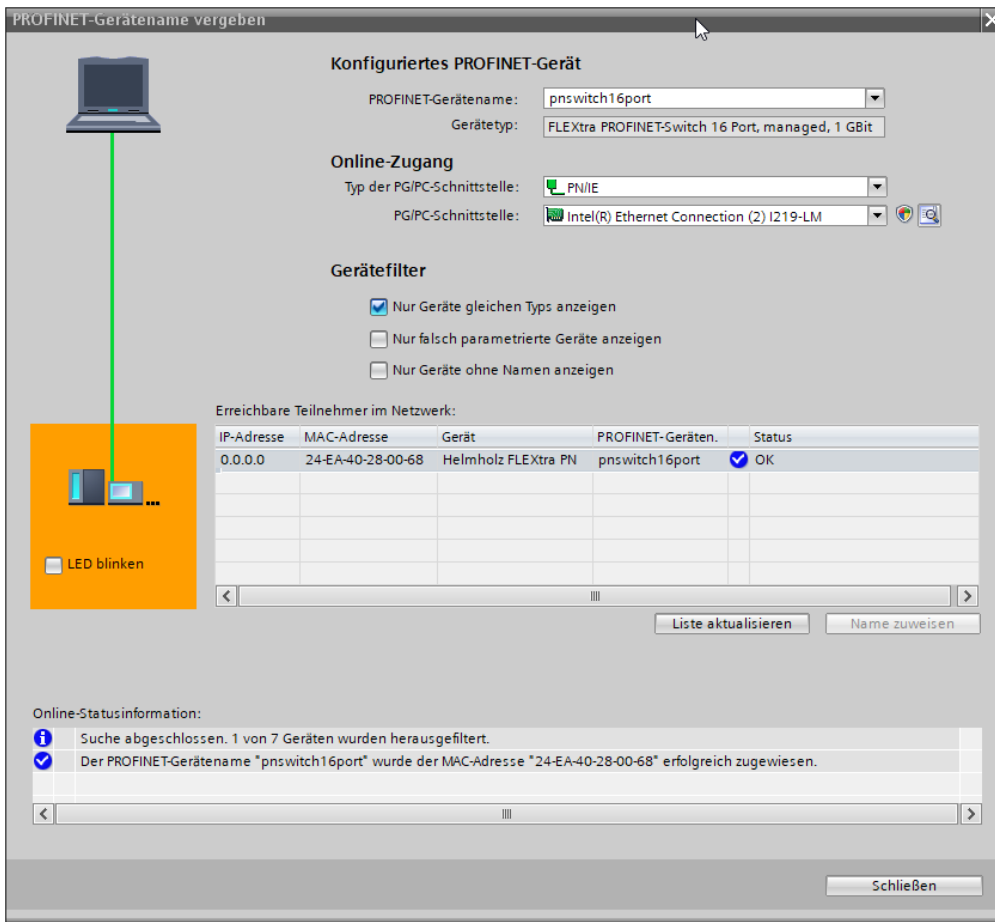 PROFINET-Gerätename vergeben
Konfiguriertes PROFINET-Gerät
PROFINET-Gerätename: pnswitch16port
Gerätetyp: FLEXtra PROFINET-Switch 16 Port, managed, 1 GBit
Online-Zugang
Typ der PG/PC-Schnittstelle: PN/IE
PG/PC-Schnittstelle: Intel(R) Ethernet Connection (2) I219-LM
Gerätefilter
Nur Geräte gleichen Typs anzeigen
Nur falsch parametrierte Geräte anzeigen
Nur Geräte ohne Namen anzeigen
Erreichbare Teilnehmer im Netzwerk:
IP-Adresse MAC-Adresse Gerät PROFINET-Geräten. Status
0.0.0.0 24-EA-40-28-00-68 Helmholz FLEXtra PN pnswitch16port OK
LED blinken
Liste aktualisieren Name zuweisen
Online-Statusinformation:
Suche abgeschlossen. 1 von 7 Geräten wurden herausgefiltert.
Der PROFINET-Gerätename "pnswitch16port" wurde der MAC-Adresse "24-EA-40-28-00-68" erfolgreich zugewiesen.
Schließen